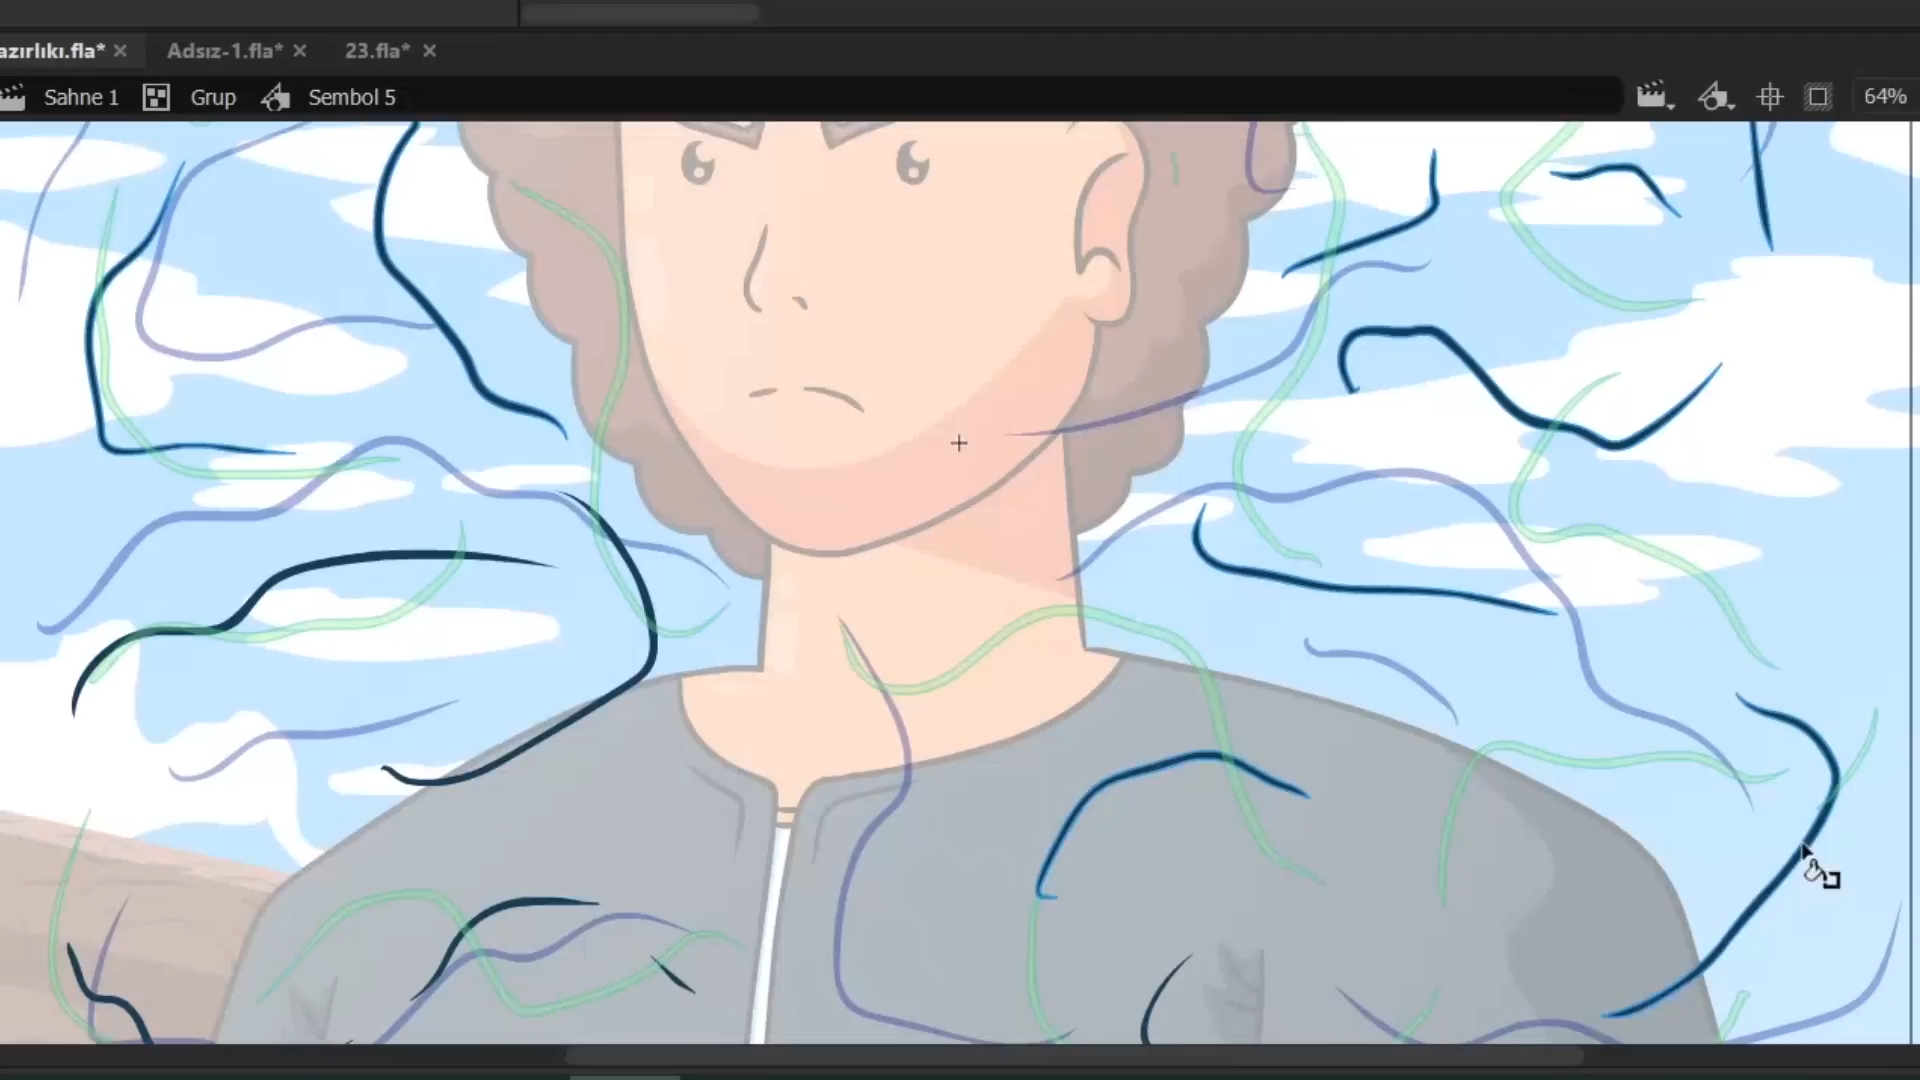 azırlıkı.fla* × Adsız-1.fla* × 23.fla* ×
Sahne 1 Grup Sembol 5 64%